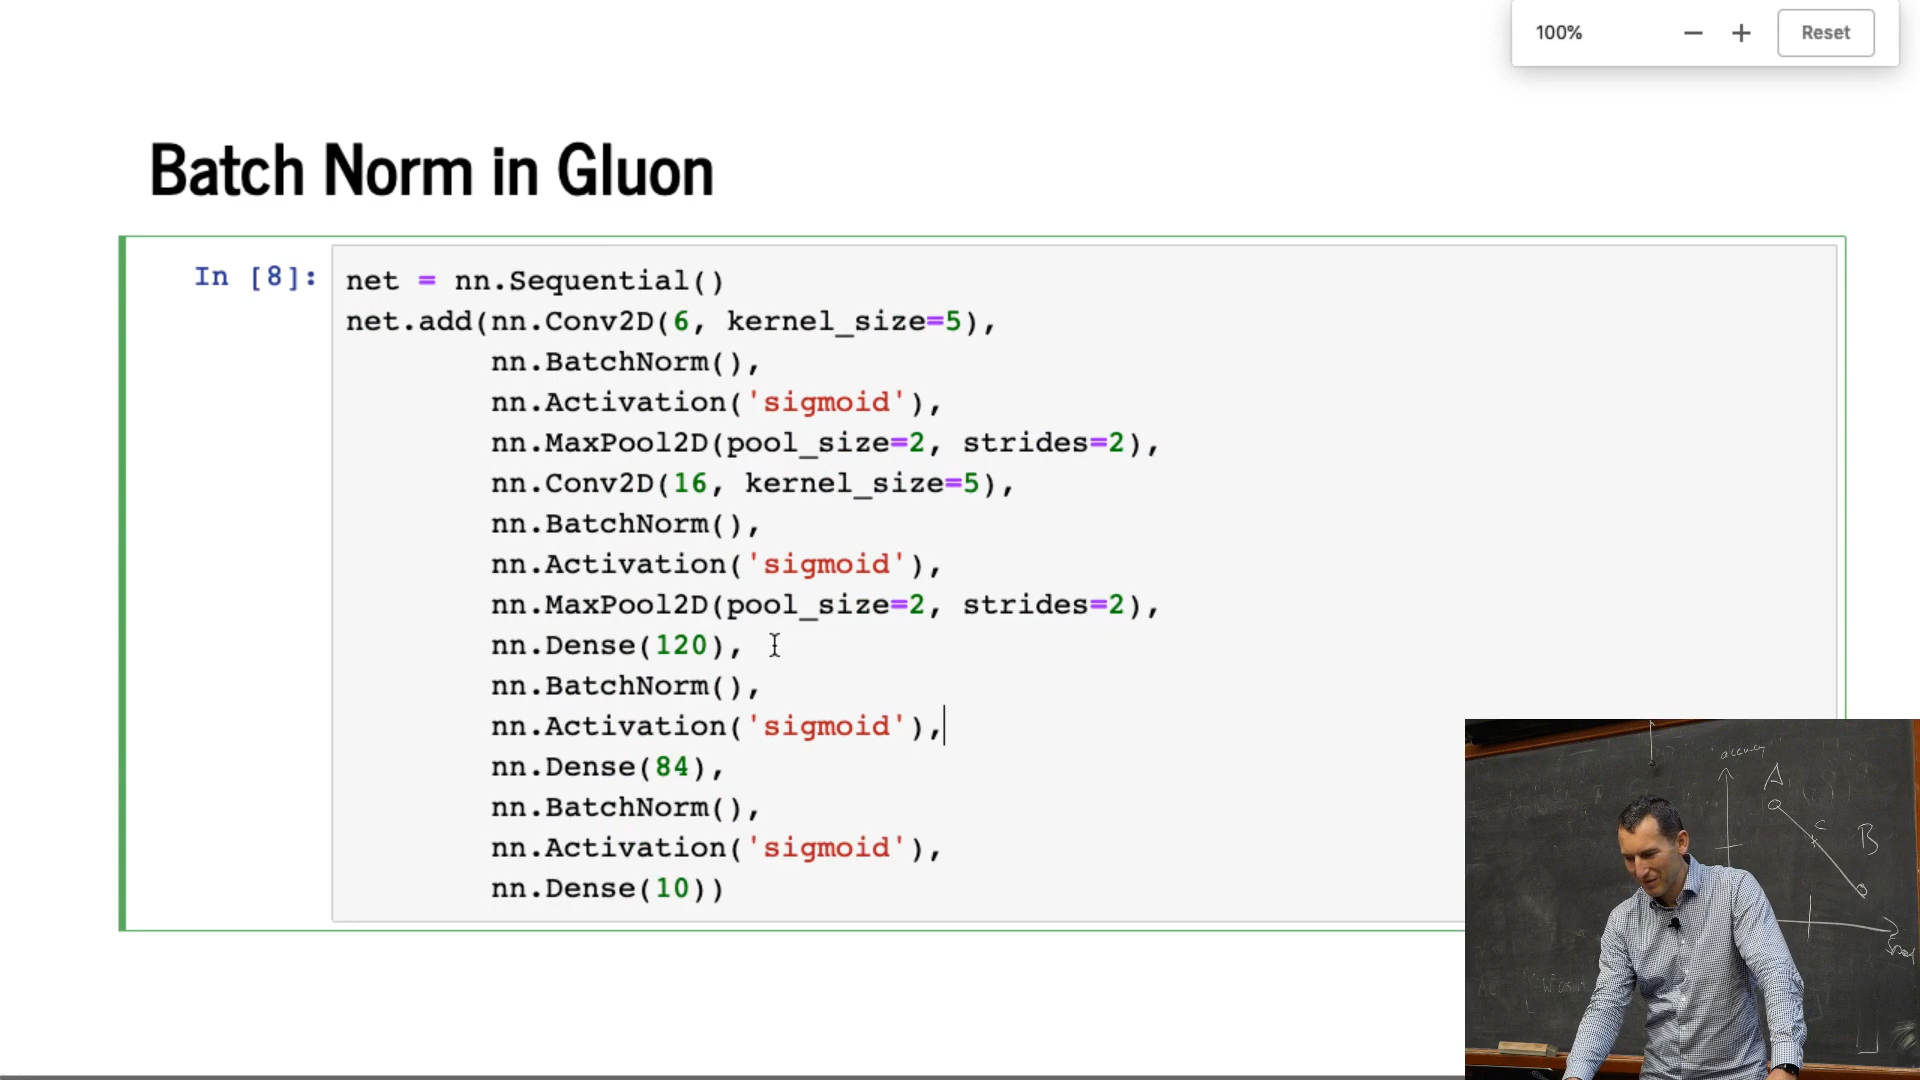 100%
Reset
Batch Norm in Gluon
In [8]:
net = nn.Sequential()
net.add(nn.Conv2D(6, kernel_size=5),
nn.BatchNorm(),
nn.Activation('sigmoid'),
nn.MaxPool2D(pool_size=2, strides=2),
nn.Conv2D(16, kernel_size=5),
nn.BatchNorm(),
nn.Activation('sigmoid'),
nn.MaxPool2D(pool_size=2, strides=2),
nn.Dense(120),
nn.BatchNorm(),
nn.Activation('sigmoid'),
nn.Dense(84),
nn.BatchNorm(),
nn.Activation('sigmoid'),
nn.Dense(10))
A
C
B